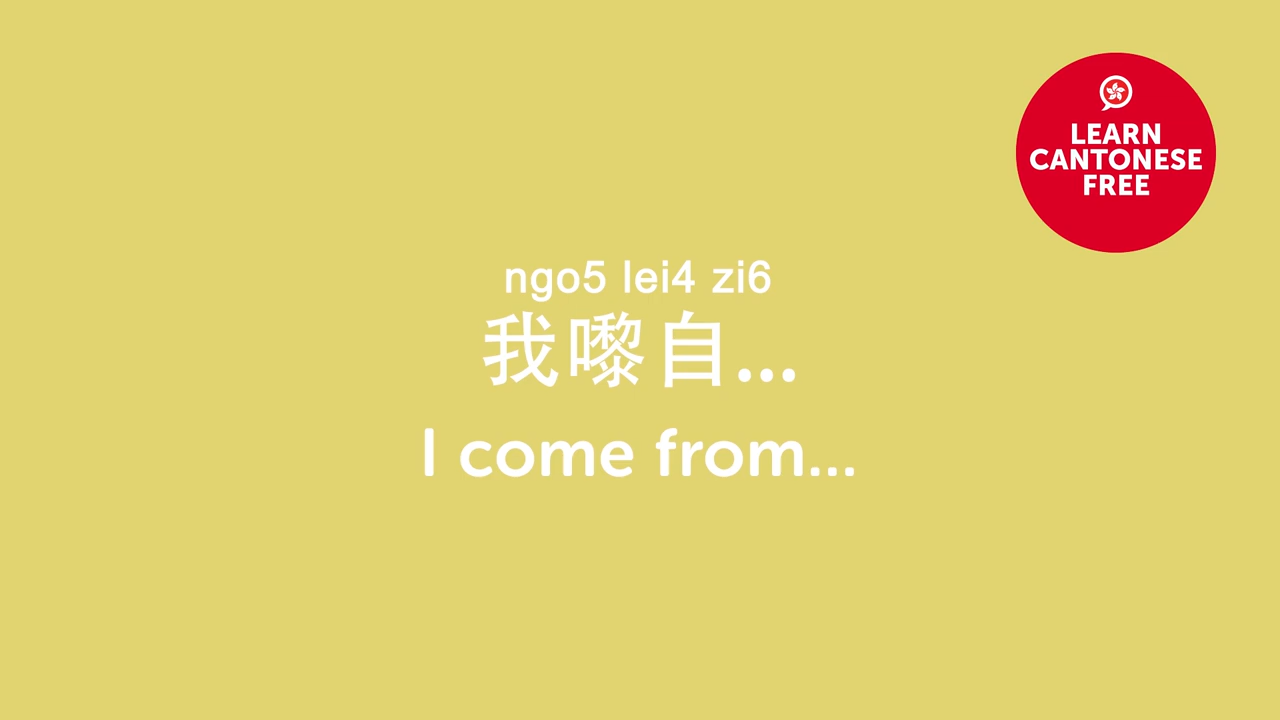 LEARN
CANTONESE
FREE
ngo5 lei4 zi6
我嚟自...
I come from...